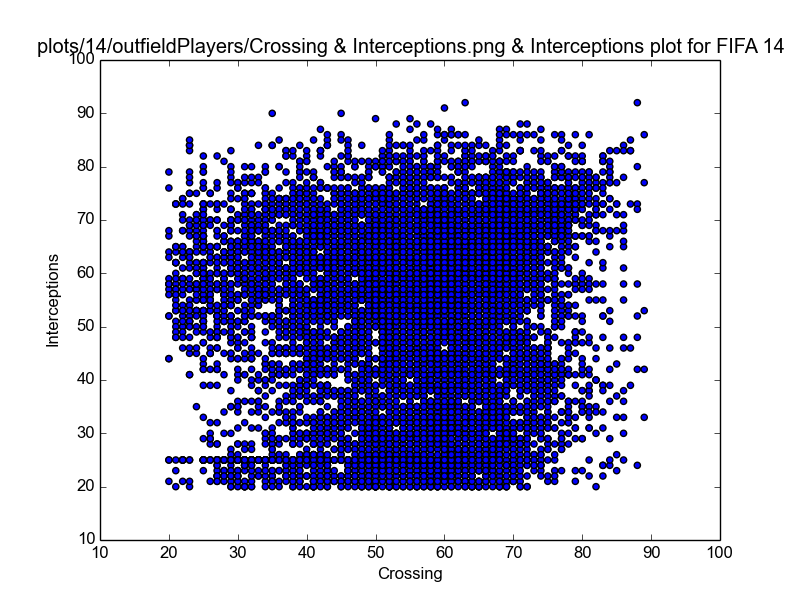 plots/14/outfieldPlayers/Crossing & Interceptions.png & Interceptions plot for FIFA 14
100
90
80
70
60
50
40
30
20
10
Interceptions
10 20 30 40 50 60 70 80 90 100
Crossing